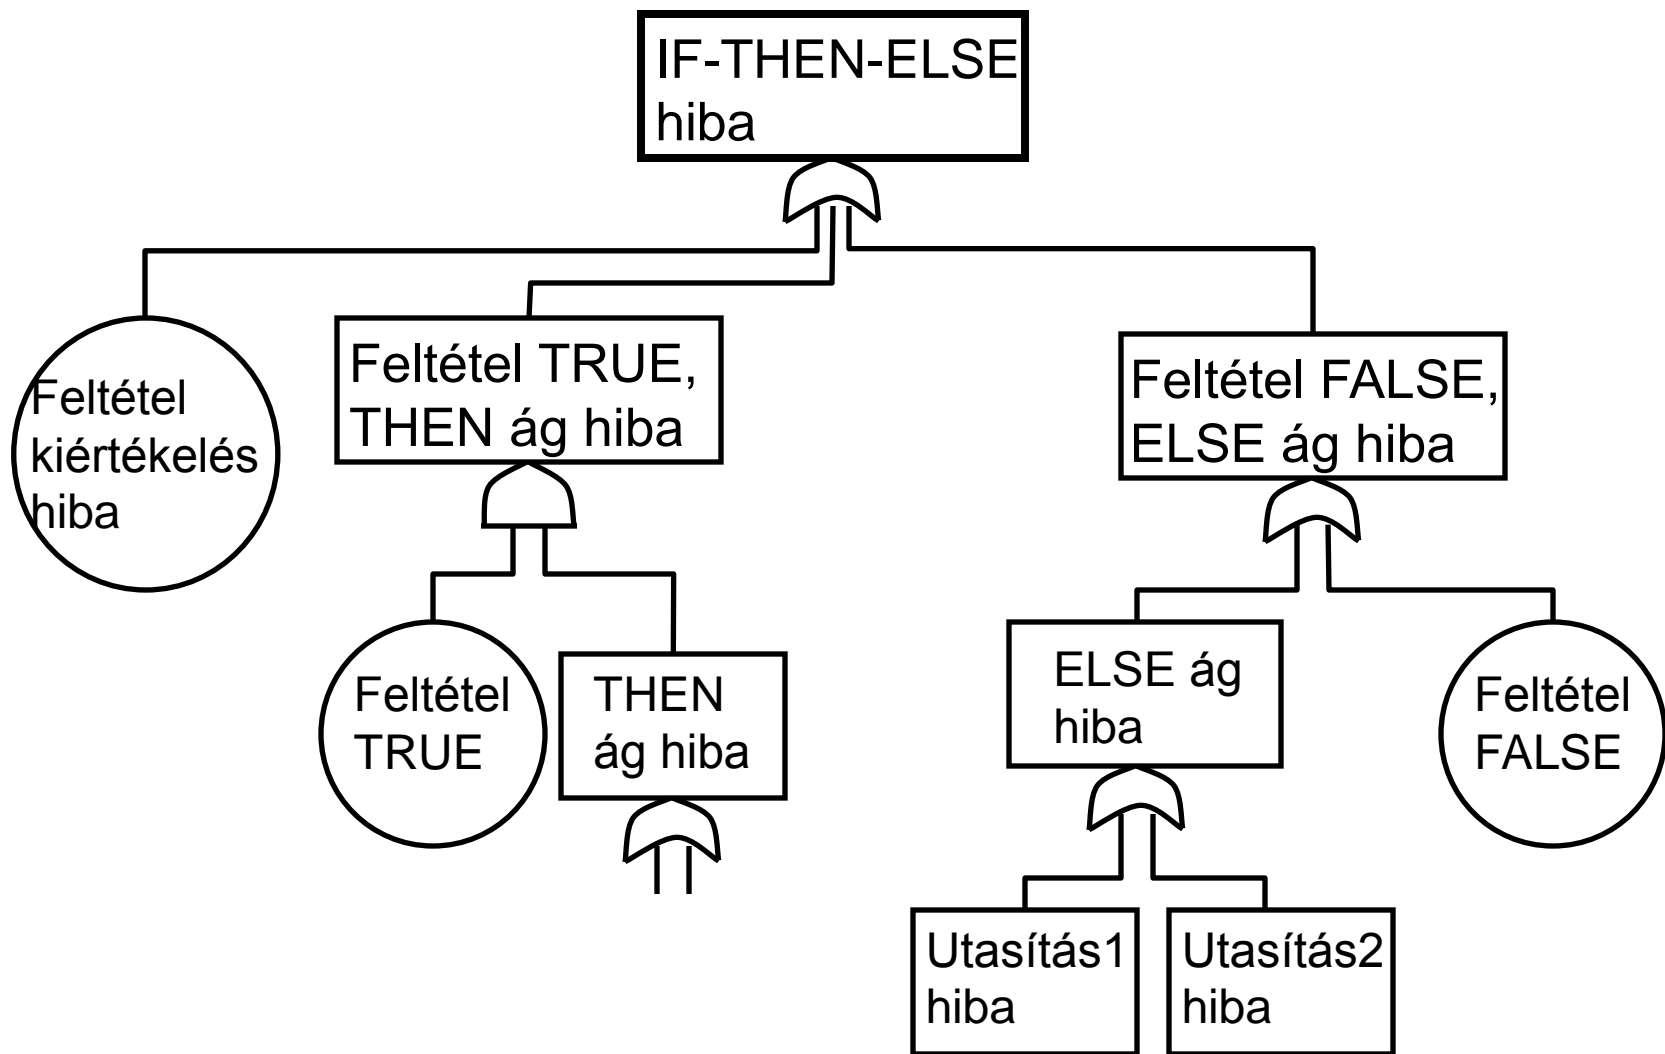 IF-THEN-ELSE
hiba
Feltétel
kiértékelés
hiba
Feltétel TRUE,
THEN ág hiba
Feltétel FALSE,
ELSE ág hiba
Feltétel
TRUE
THEN
ág hiba
ELSE ág
hiba
Feltétel
FALSE
Utasítás1
hiba
Utasítás2
hiba